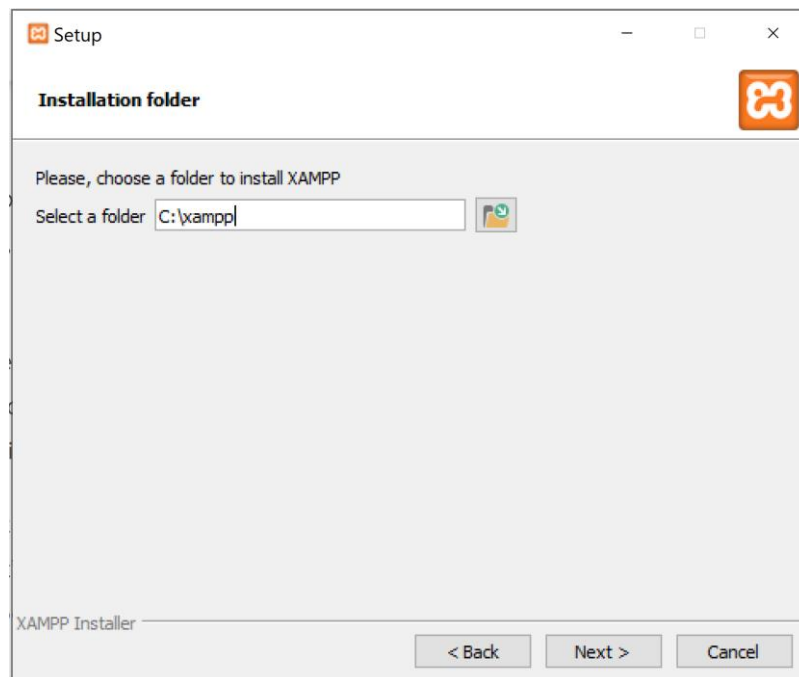 Setup
Installation folder
Please, choose a folder to install XAMPP
Select a folder C:\xampp
XAMPP Installer
< Back Next > Cancel